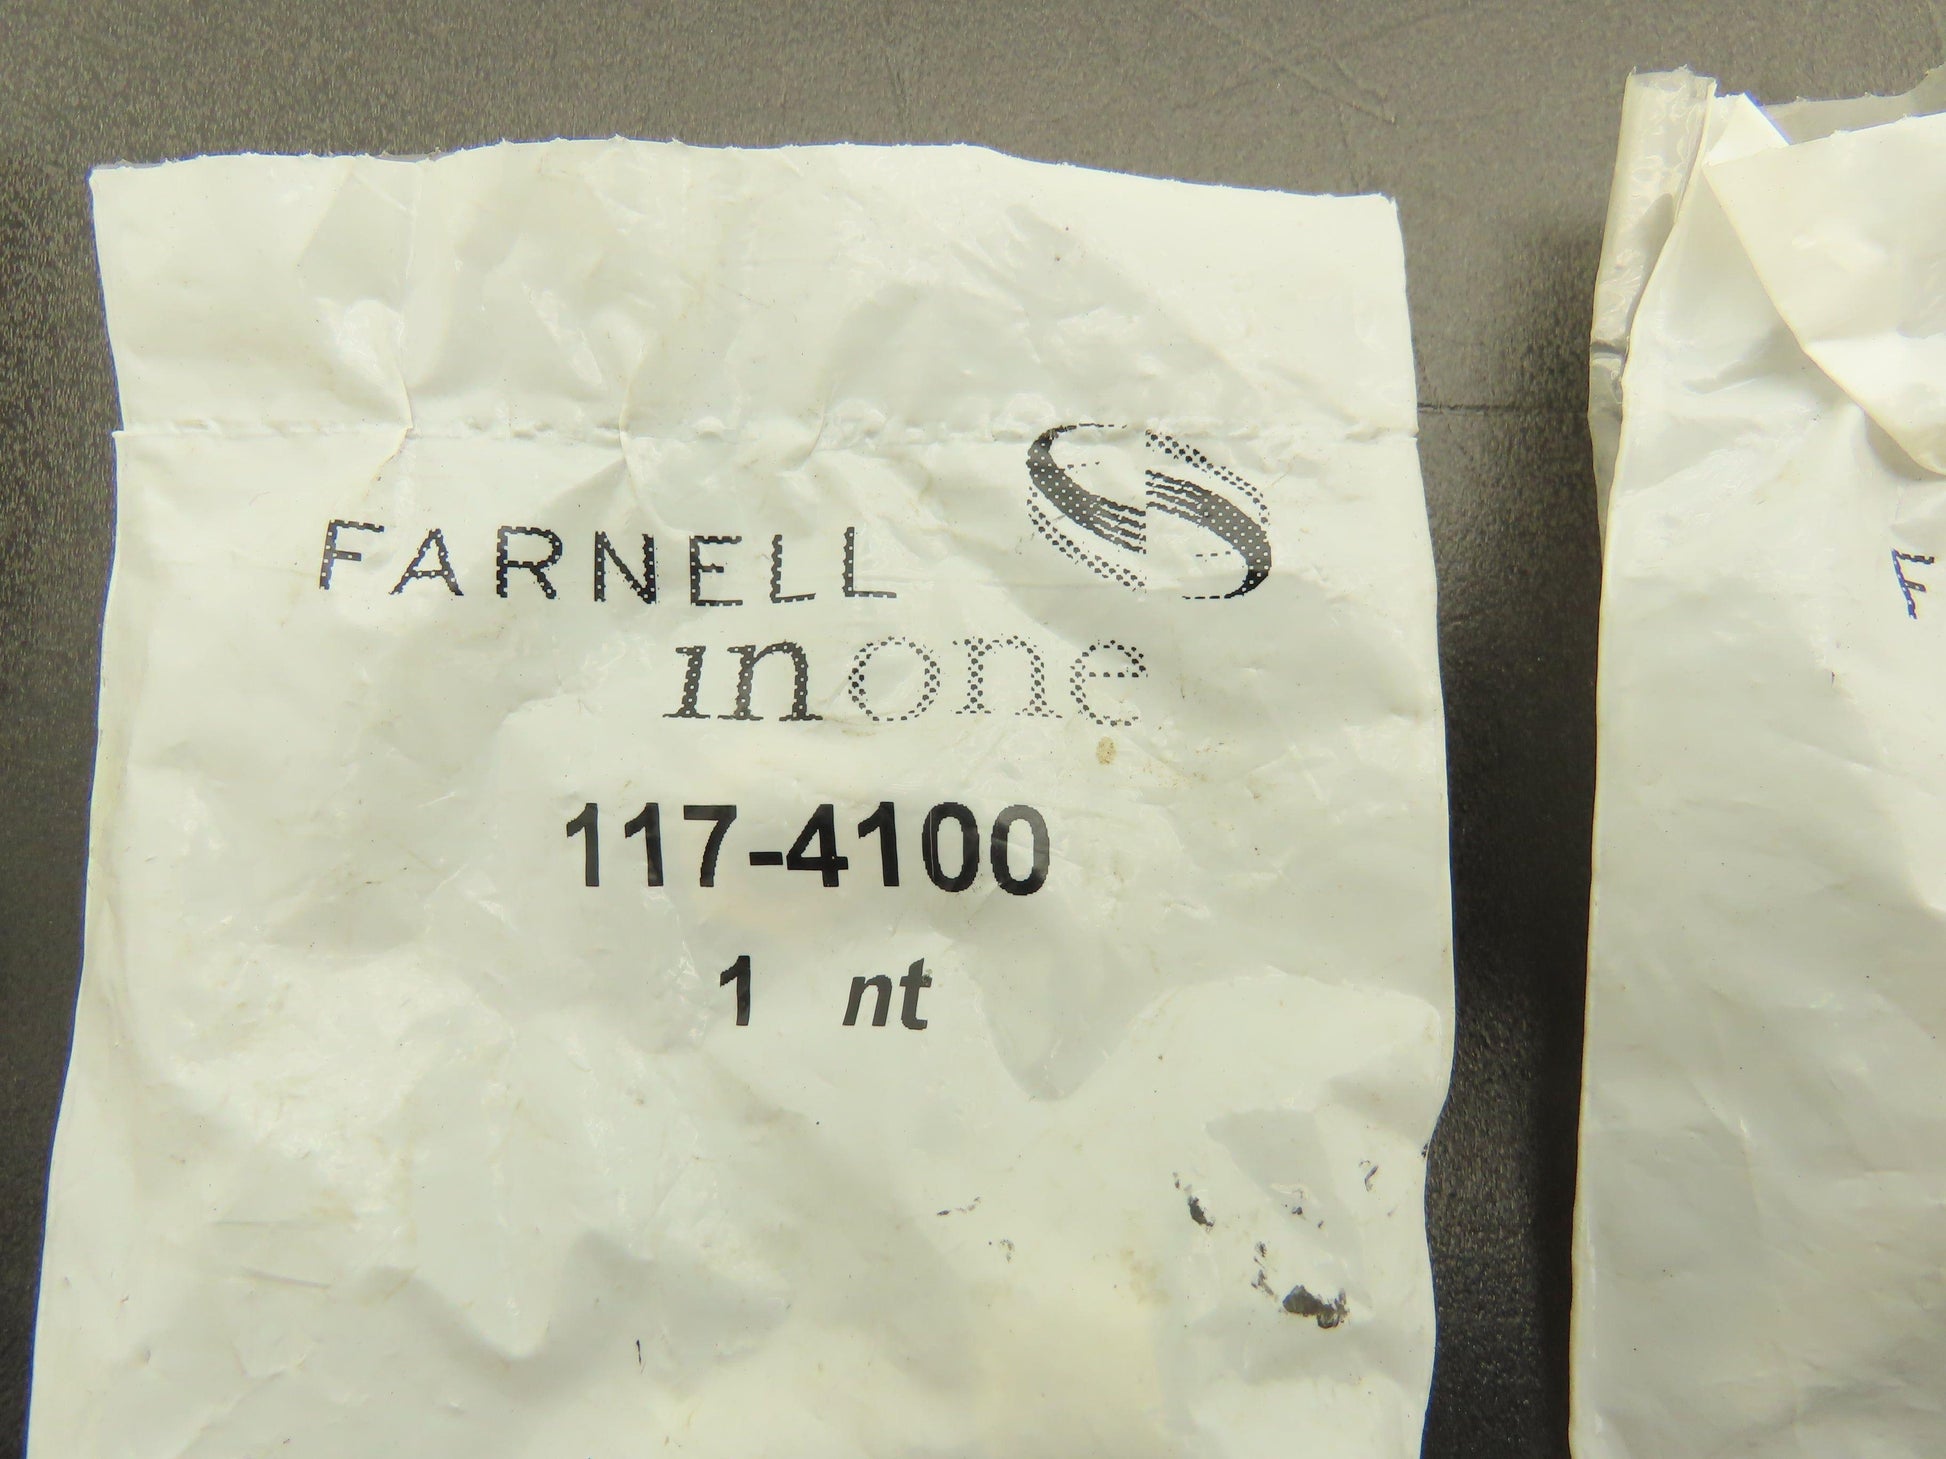 FARNELL
inone
117-4100
1 nt